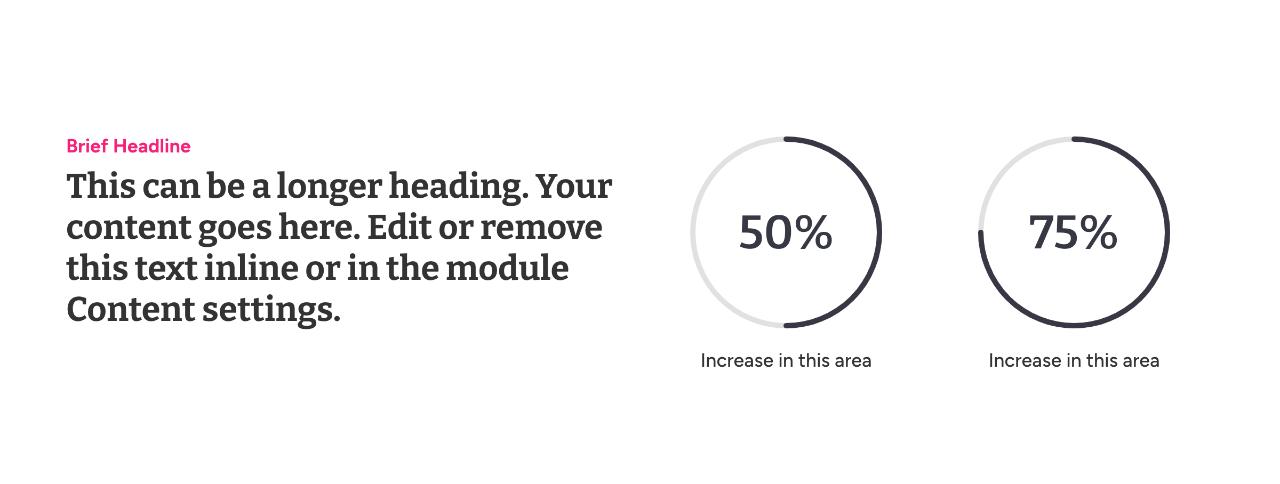 Brief Headline
This can be a longer heading. Your
content goes here. Edit or remove
this text inline or in the module
Content settings.
50%
Increase in this area
75%
Increase in this area